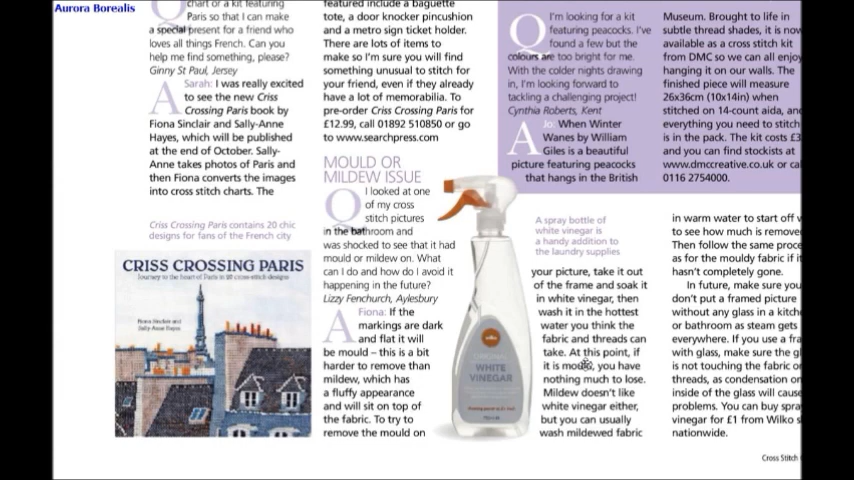 Aurora Borealis
chart or a kit featuring
Paris so that I can make
a special present for a friend who
loves all things French. Can you
help me find something, please?
Ginny St Paul, Jersey
A Sarah: I was really excited
to see the new Criss
Crossing Paris book by
Fiona Sinclair and Sally-Anne
Hayes, which will be published
at the end of October. Sally-
Anne takes photos of Paris and
then Fiona converts the images
into cross stitch charts. The
Criss Crossing Paris contains 20 chic
designs for fans of the French city
CRISS CROSSING PARIS
Journey to the heart of Paris in 20 cross-stitch designs
Fiona Sinclair and
Sally-Anne Hayes
featured include a baguette
tote, a door knocker pincushion
and a metro sign ticket holder.
There are lots of items to
make so I'm sure you will find
something unusual to stitch for
your friend, even if they already
have a lot of memorabilia. To
pre-order Criss Crossing Paris for
£12.99, call 01892 510850 or go
to www.searchpress.com
MOULD OR
MILDEW ISSUE
Q I looked at one
of my cross
stitch pictures
in the bathroom and
was shocked to see that it had
mould or mildew on. What
can I do and how do I avoid it
happening in the future?
Lizzy Fenchurch, Aylesbury
A Fiona: If the
markings are dark
and flat it will
be mould – this is a bit
harder to remove than
mildew, which has
a fluffy appearance
and will sit on top of
the fabric. To try to
remove the mould on
wilko
ORIGINAL
WHITE
VINEGAR
Q I'm looking for a kit
featuring peacocks. I've
found a few but the
colours are too bright for me.
With the colder nights drawing
in, I'm looking forward to
tackling a challenging project!
Cynthia Roberts, Kent
A Jo: When Winter
Wanes by William
Giles is a beautiful
picture featuring peacocks
that hangs in the British
A spray bottle of
white vinegar is
a handy addition to
the laundry supplies
your picture, take it out
of the frame and soak it
in white vinegar, then
wash it in the hottest
water you think the
fabric and threads can
take. At this point, if
it is mould, you have
nothing much to lose.
Mildew doesn't like
white vinegar either,
but you can usually
wash mildewed fabric
Museum. Brought to life in
subtle thread shades, it is now
available as a cross stitch kit
from DMC so we can all enjoy
hanging it on our walls. The
finished piece will measure
26x36cm (10x14in) when
stitched on 14-count aida, and
everything you need to stitch
is in the pack. The kit costs £3
and you can find stockists at
www.dmccreative.co.uk or
0116 2754000.
in warm water to start off
to see how much is remove
Then follow the same
as for the mouldy fabric if
hasn't completely gone.
In future, make sure you
don't put a framed picture
without any glass in a
or bathroom as steam gets
everywhere. If you use a
with glass, make sure the
is not touching the fabric
threads, as condensation on
inside of the glass will cause
problems. You can buy
vinegar for £1 from Wilko
nationwide.
Cross Stitch